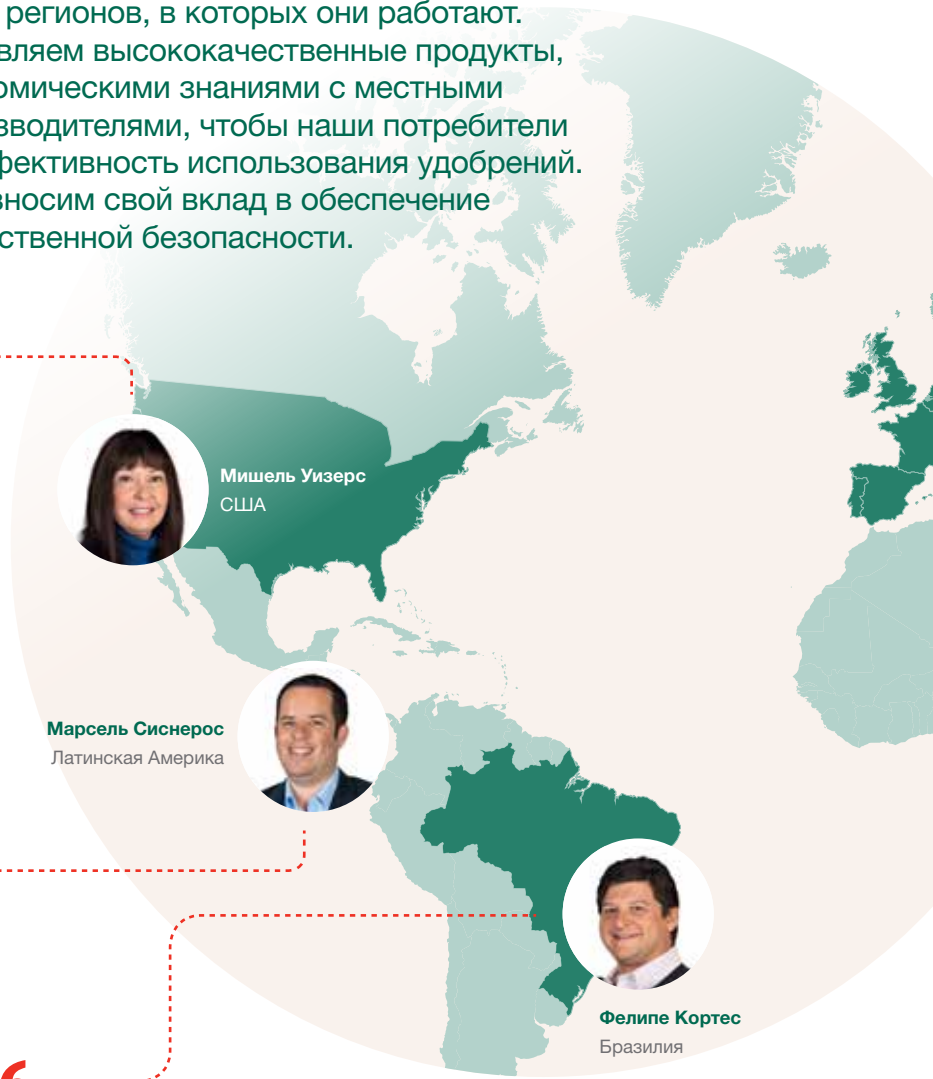 регионов, в которых они работают.
вляем высококачественные продукты,
омическими знаниями с местными
зводителями, чтобы наши потребители
фективность использования удобрений.
вносим свой вклад в обеспечение
ственной безопасности.
Мишель Уизерс
США
Марсель Сиснерос
Латинская Америка
Фелипе Кортес
Бразилия